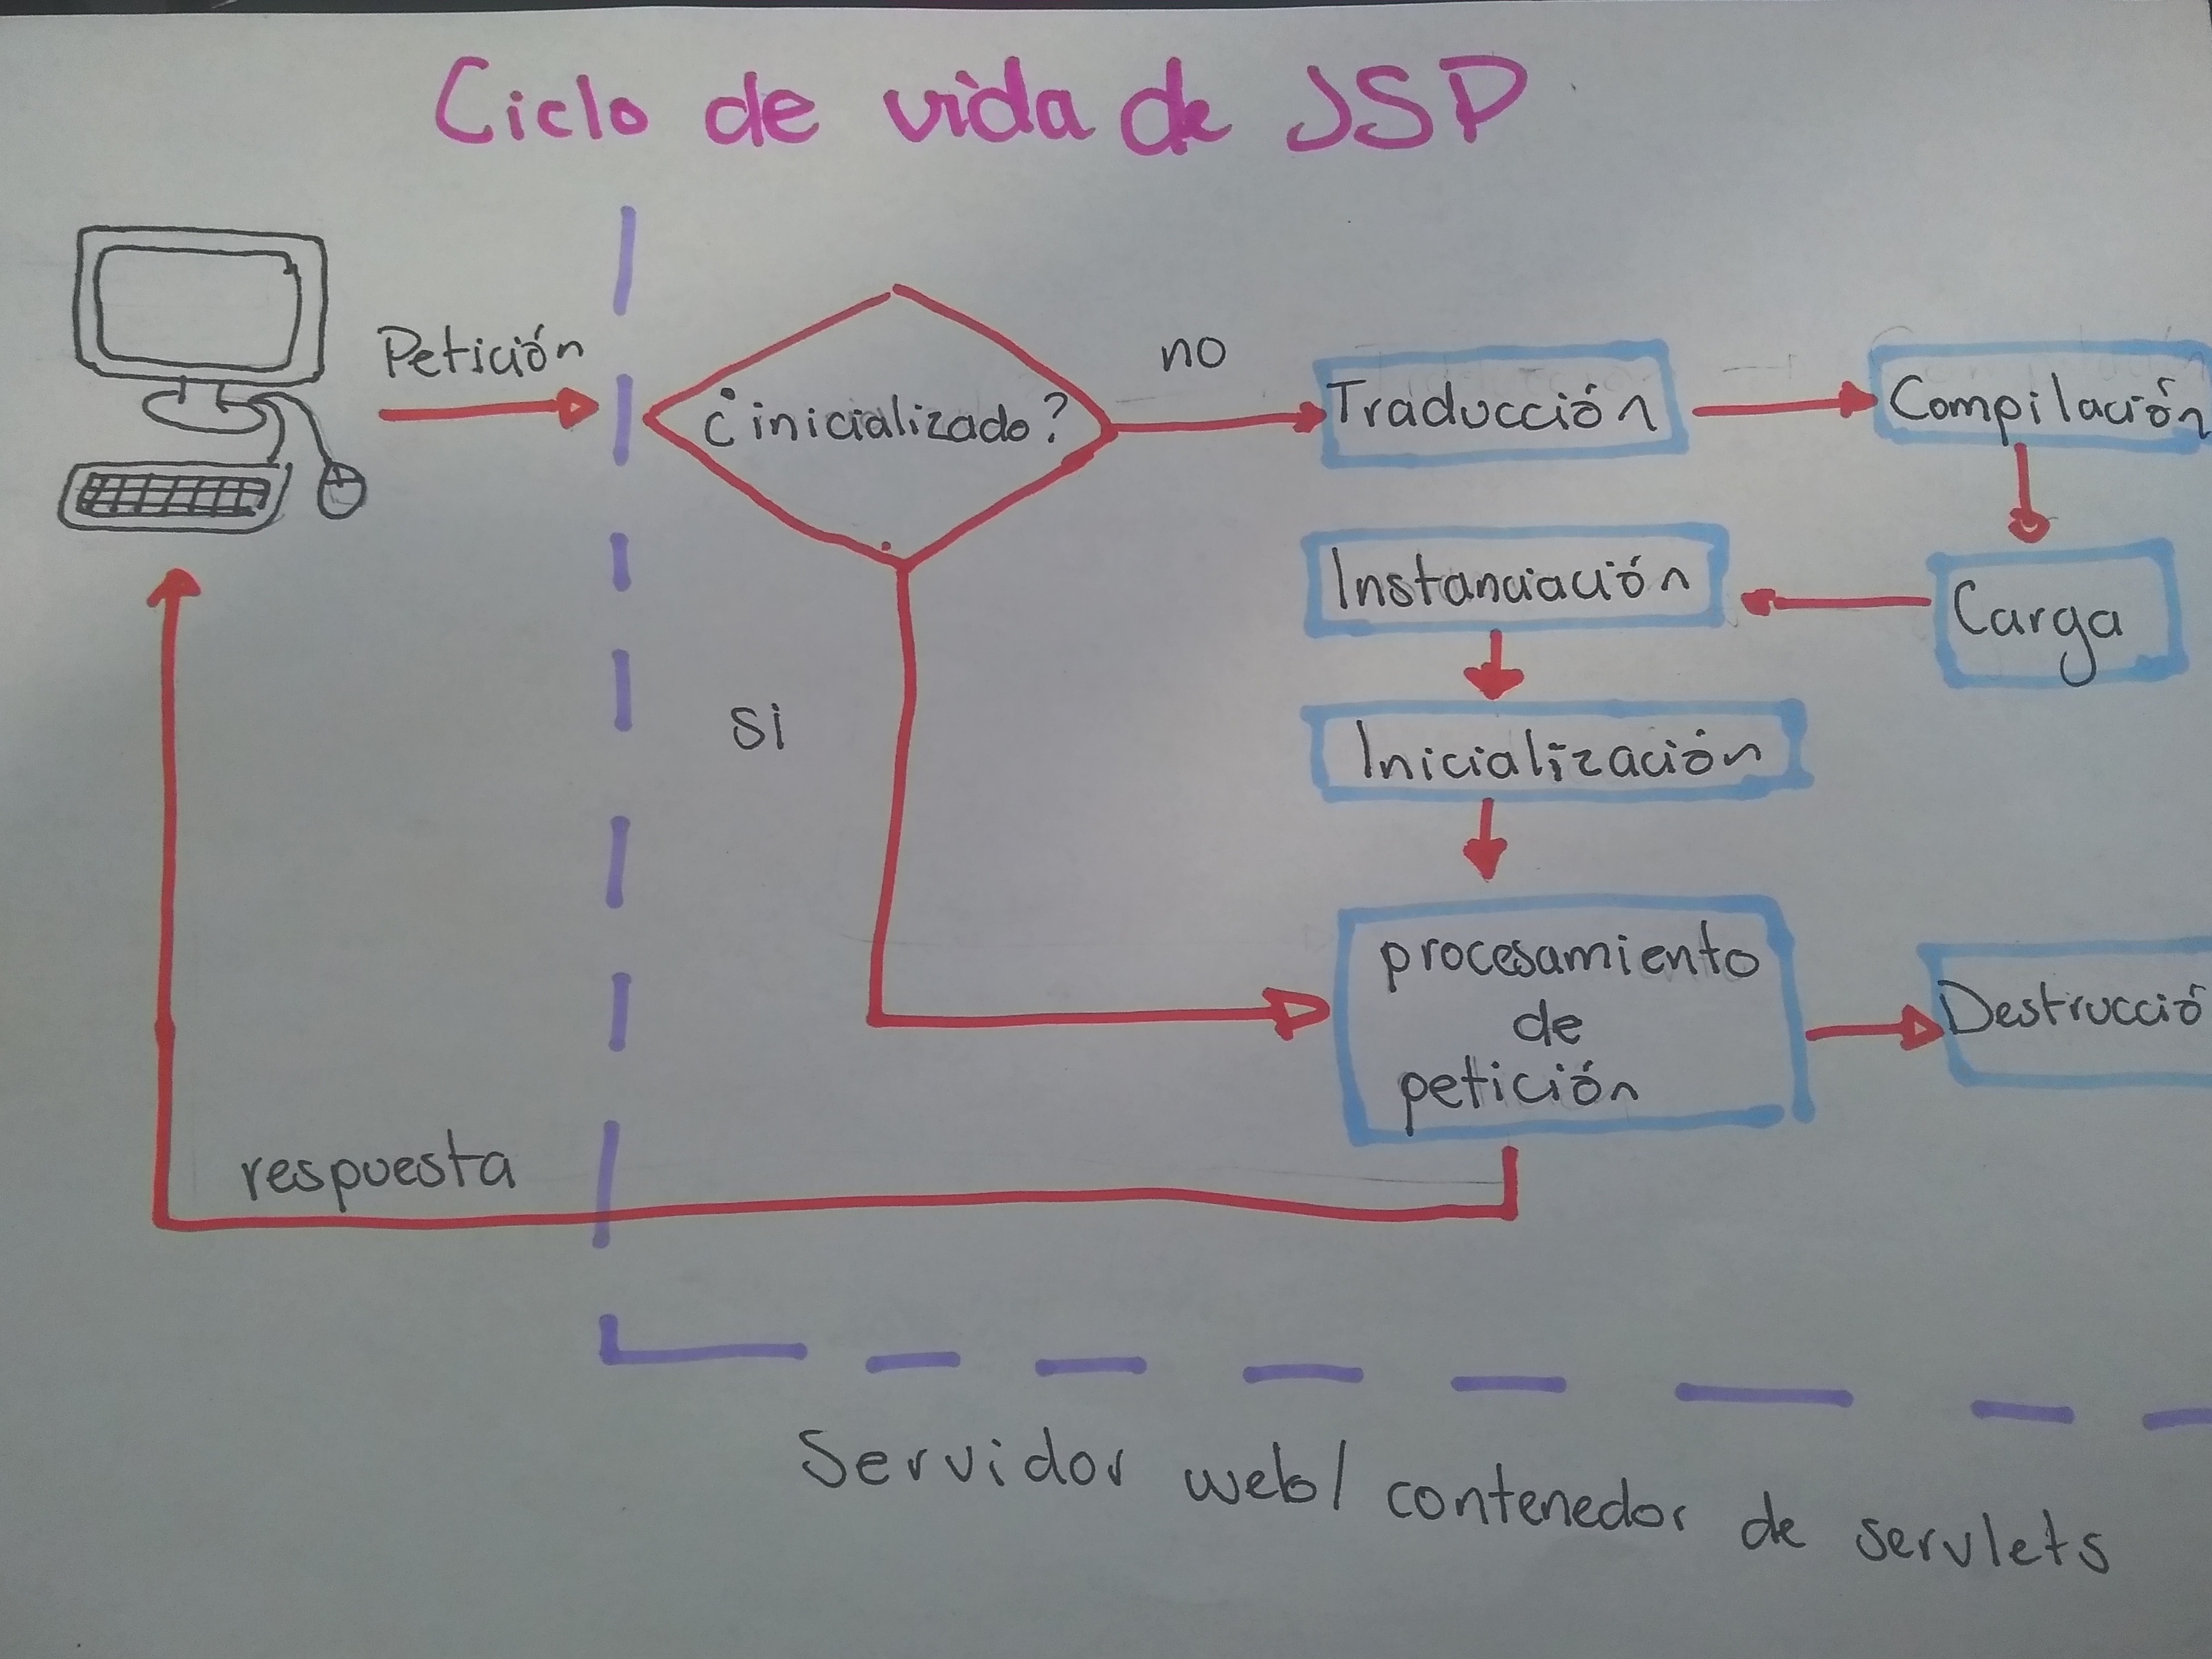 Ciclo de vida de JSP
Petición
¿inicializado?
no
Traducción
Compilación
Instanciación
Carga
si
Inicialización
procesamiento
de
petición
Destrucció
respuesta
Servidor web/ contenedor de servlets